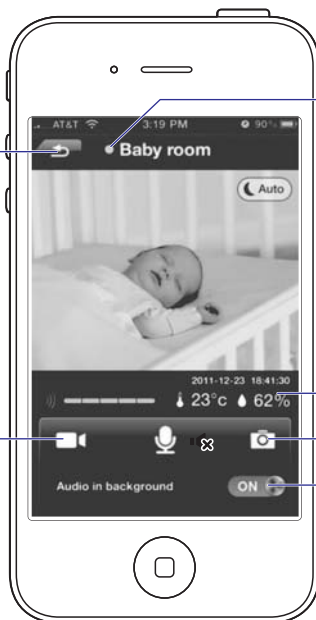 AT&T 3:19 PM 90%
Baby room
Auto
2011-12-23 18:41:30
23°c 62%
Audio in background ON